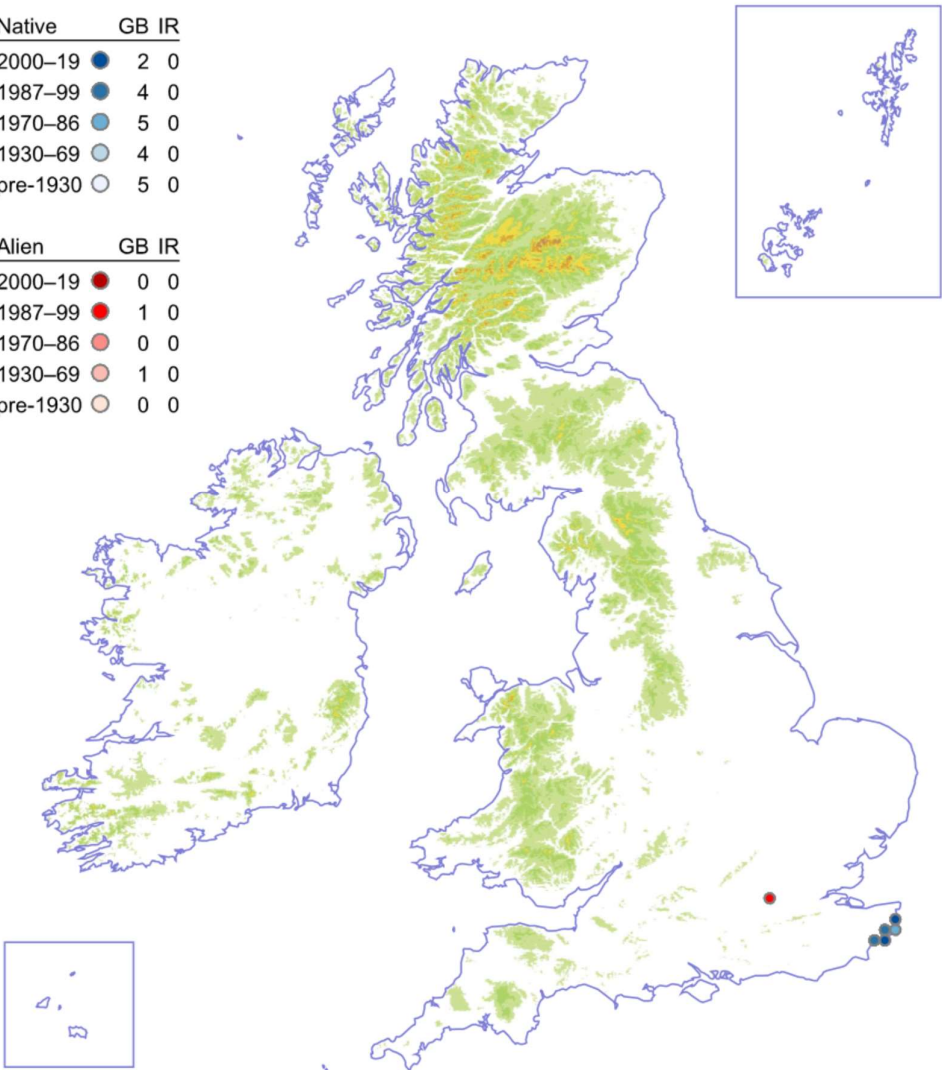 Native GB IR
2000–19 2 0
1987–99 4 0
1970–86 5 0
1930–69 4 0
pre-1930 5 0
Alien GB IR
2000–19 0 0
1987–99 1 0
1970–86 0 0
1930–69 1 0
pre-1930 0 0